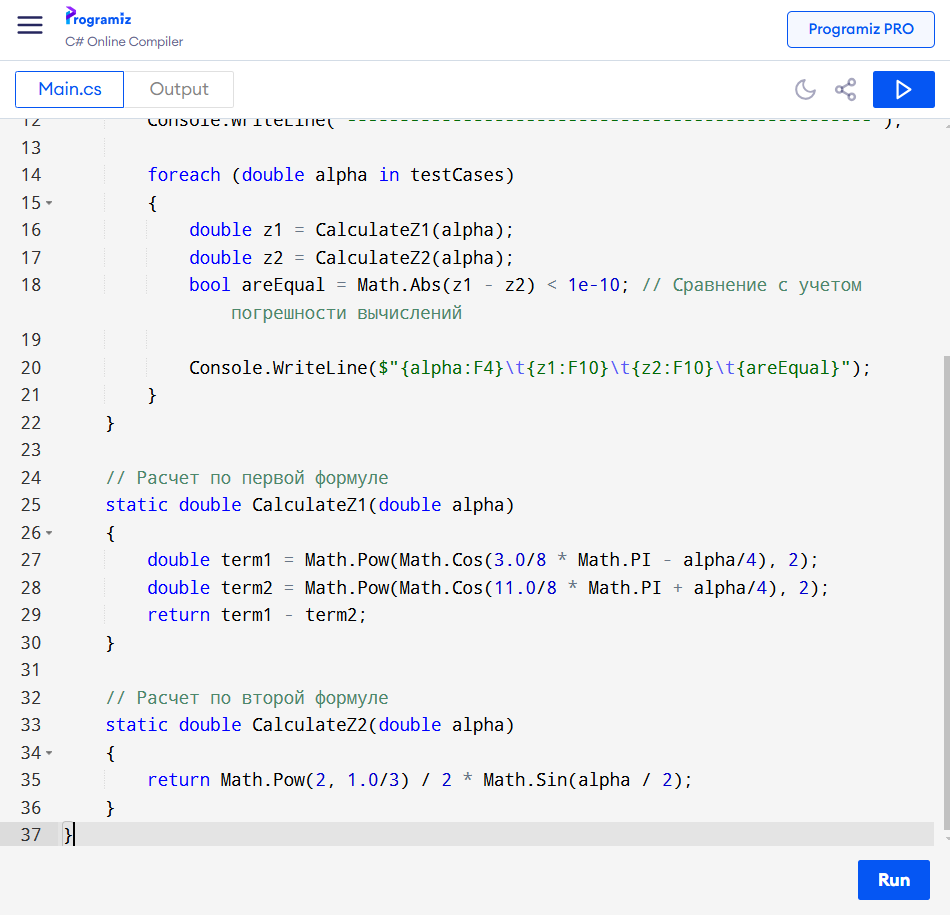 Programiz
C# Online Compiler
Programiz PRO
Main.cs
Output
12 Console.WriteLine("--------------------------------------------------");
13
14 foreach (double alpha in testCases)
15 {
16 double z1 = CalculateZ1(alpha);
17 double z2 = CalculateZ2(alpha);
18 bool areEqual = Math.Abs(z1 - z2) < 1e-10; // Сравнение с учетом
погрешности вычислений
19
20 Console.WriteLine($"{alpha:F4}\t{z1:F10}\t{z2:F10}\t{areEqual}");
21 }
22 }
23
24 // Расчет по первой формуле
25 static double CalculateZ1(double alpha)
26 {
27 double term1 = Math.Pow(Math.Cos(3.0/8 * Math.PI - alpha/4), 2);
28 double term2 = Math.Pow(Math.Cos(11.0/8 * Math.PI + alpha/4), 2);
29 return term1 - term2;
30 }
31
32 // Расчет по второй формуле
33 static double CalculateZ2(double alpha)
34 {
35 return Math.Pow(2, 1.0/3) / 2 * Math.Sin(alpha / 2);
36 }
37 }
Run